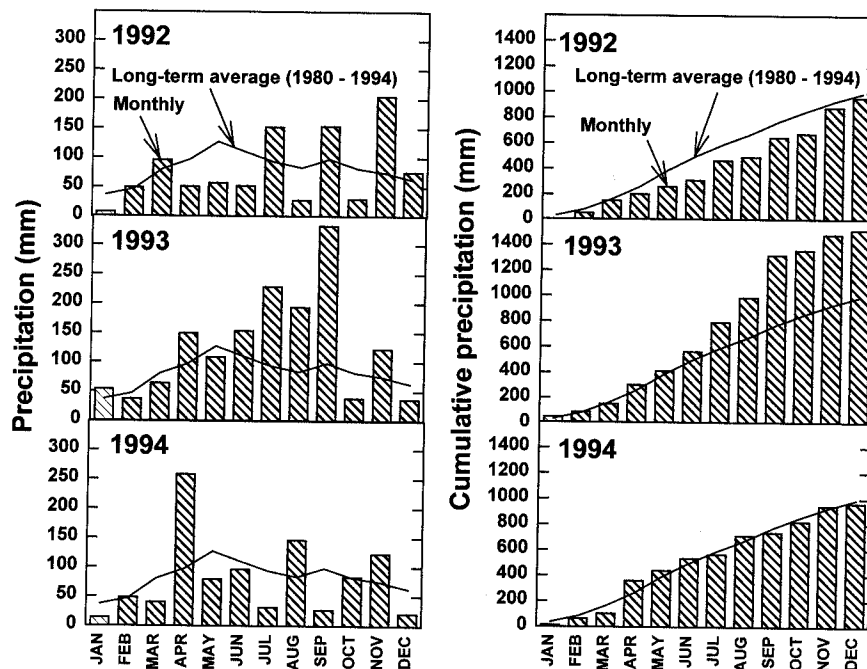 Precipitation (mm)
300
250
200
150
100
50
0
1992
Long-term average (1980 - 1994)
Monthly
300
250
200
150
100
50
0
1993
300
250
200
150
100
50
0
1994
JAN
FEB
MAR
APR
MAY
JUN
JUL
AUG
SEP
OCT
NOV
DEC
Cumulative precipitation (mm)
1400
1200
1000
800
600
400
200
0
1992
Long-term average (1980 - 1994)
Monthly
1400
1200
1000
800
600
400
200
0
1993
1400
1200
1000
800
600
400
200
0
1994
JAN
FEB
MAR
APR
MAY
JUN
JUL
AUG
SEP
OCT
NOV
DEC